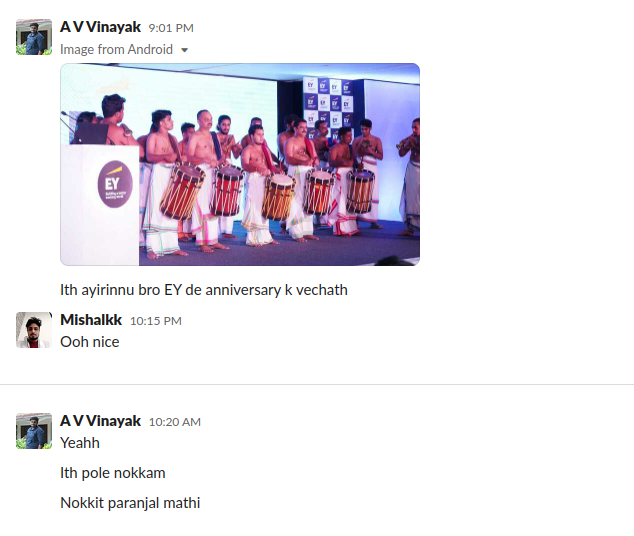 A V Vinayak 9:01 PM
Image from Android
EY
Ith ayirinnu bro EY de anniversary k vechath
Mishalkk 10:15 PM
Ooh nice
A V Vinayak 10:20 AM
Yeahh
Ith pole nokkam
Nokkit paranjal mathi